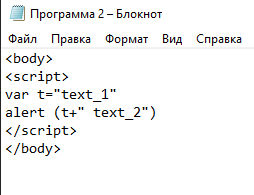 Программа 2 – Блокнот
Файл Правка Формат Вид Справка
<body>
<script>
var t="text_1"
alert (t+" text_2")
</script>
</body>